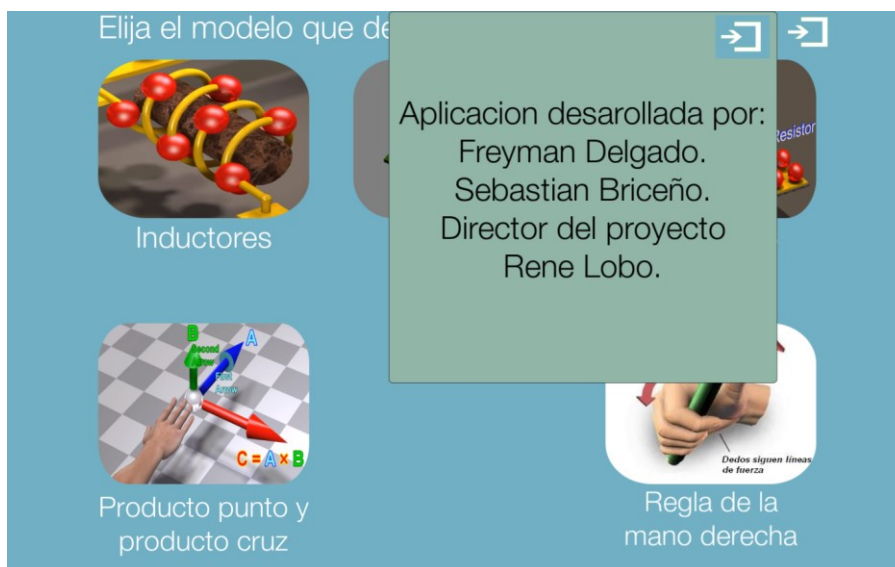 Elija el modelo que de
Aplicacion desarollada por:
Freyman Delgado.
Sebastian Briceño.
Director del proyecto
Rene Lobo.
Resistor
Inductores
B
A
Second
Arrow
First
Arrow
C = A × B
Dedos siguen líneas
de fuerza
Producto punto y
producto cruz
Regla de la
mano derecha